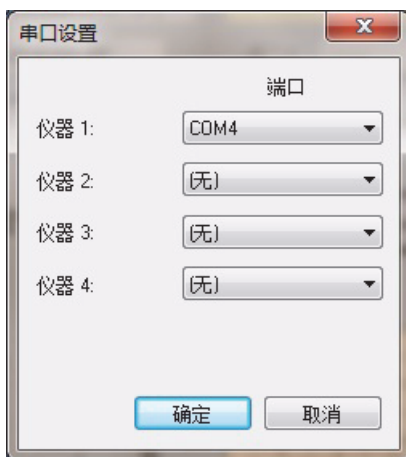 串口设置
端口
仪器 1: COM4
仪器 2: (无)
仪器 3: (无)
仪器 4: (无)
确定 取消